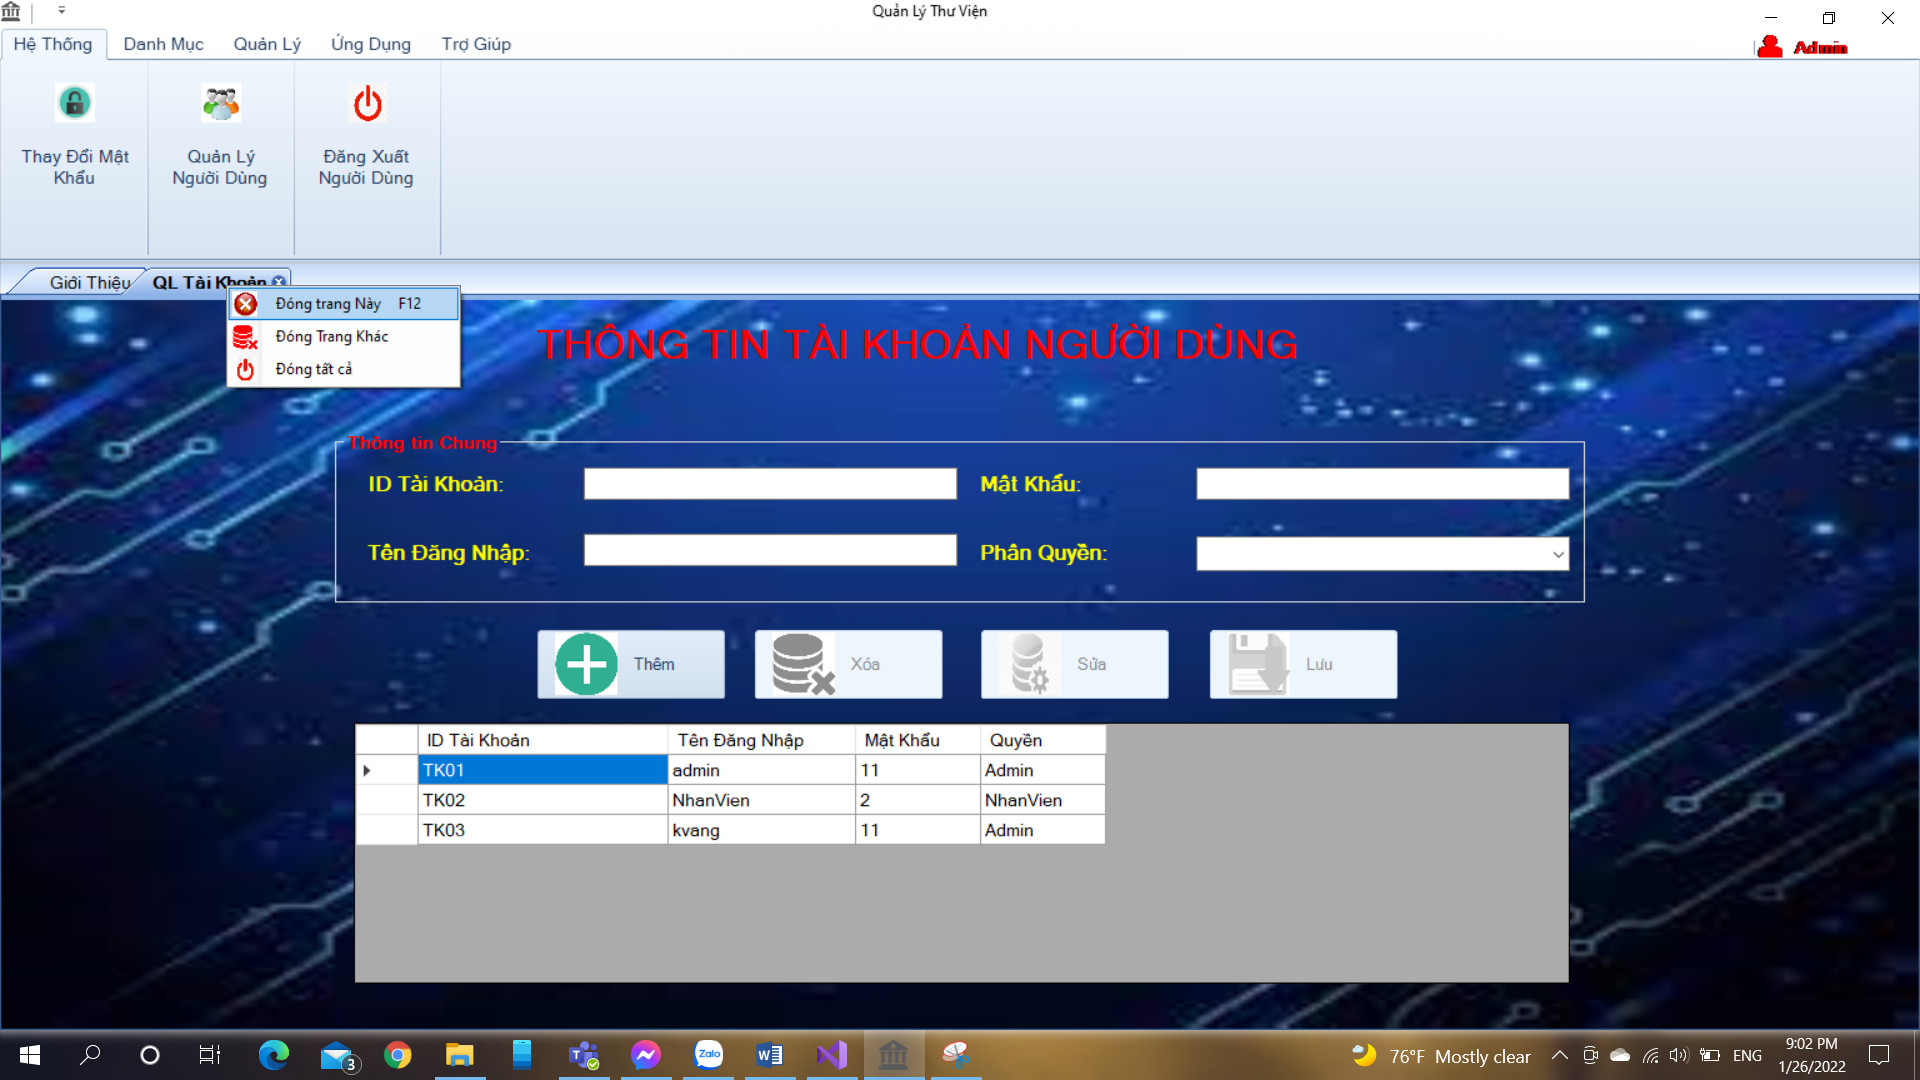 Quản Lý Thư Viện
Hệ Thống Danh Mục Quản Lý Ứng Dụng Trợ Giúp
Admin
Thay Đổi Mật Khẩu
Quản Lý Người Dùng
Đăng Xuất Người Dùng
Giới Thiệu QL Tài Khoản
Đóng trang Này F12
Đóng Trang Khác
Đóng tất cả
THÔNG TIN TÀI KHOẢN NGƯỜI DÙNG
Thông tin Chung
ID Tài Khoản: Mật Khẩu:
Tên Đăng Nhập: Phân Quyền:
Thêm Xóa Sửa Lưu
ID Tài Khoản Tên Đăng Nhập Mật Khẩu Quyền
TK01 admin 11 Admin
TK02 NhanVien 2 NhanVien
TK03 kvang 11 Admin
3
Zalo
76°F Mostly clear
ENG
9:02 PM
1/26/2022